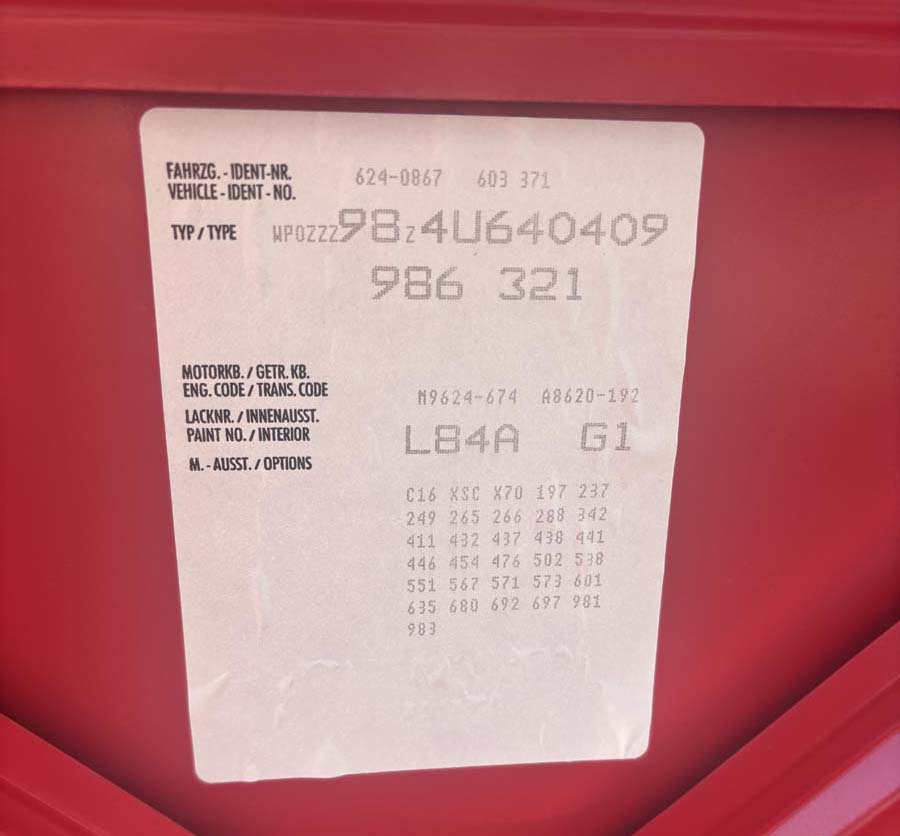 FAHRZG. - IDENT-NR. 624-0867 603 371
VEHICLE - IDENT - NO.
TYP / TYPE WP0ZZZ98Z4U640409
986 321
MOTORKB. / GETR. KB.
ENG. CODE / TRANS. CODE M9624-674 A8620-192
LACKNR. / INNENAUSST.
PAINT NO. / INTERIOR L84A G1
M. - AUSST. / OPTIONS
C16 XSC X70 197 237
249 265 266 288 342
411 432 437 438 441
446 454 476 502 538
551 567 571 573 601
635 680 692 697 981
983